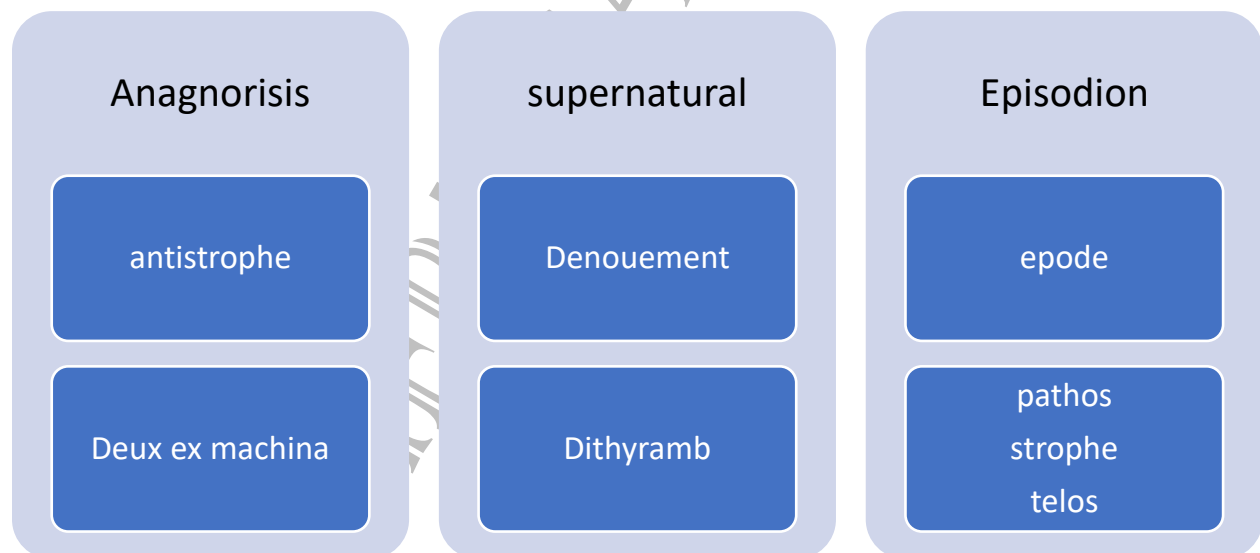 Anagnorisis
antistrophe
Deux ex machina
supernatural
Denouement
Dithyramb
Episodion
epode
pathos
strophe
telos